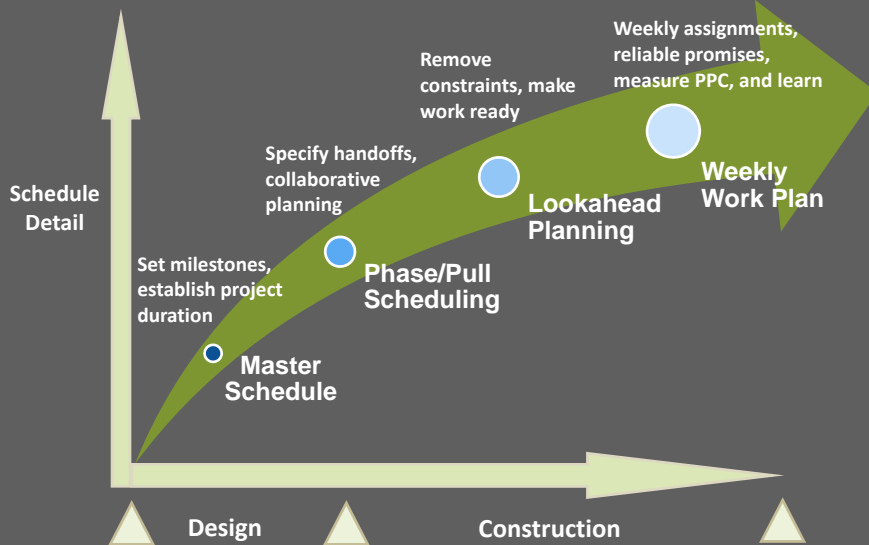 Weekly assignments,
reliable promises,
measure PPC, and learn
Remove
constraints, make
work ready
Specify handoffs,
collaborative
planning
Schedule
Detail
Weekly
Work Plan
Lookahead
Planning
Set milestones,
establish project
duration
Phase/Pull
Scheduling
Master
Schedule
Design
Construction